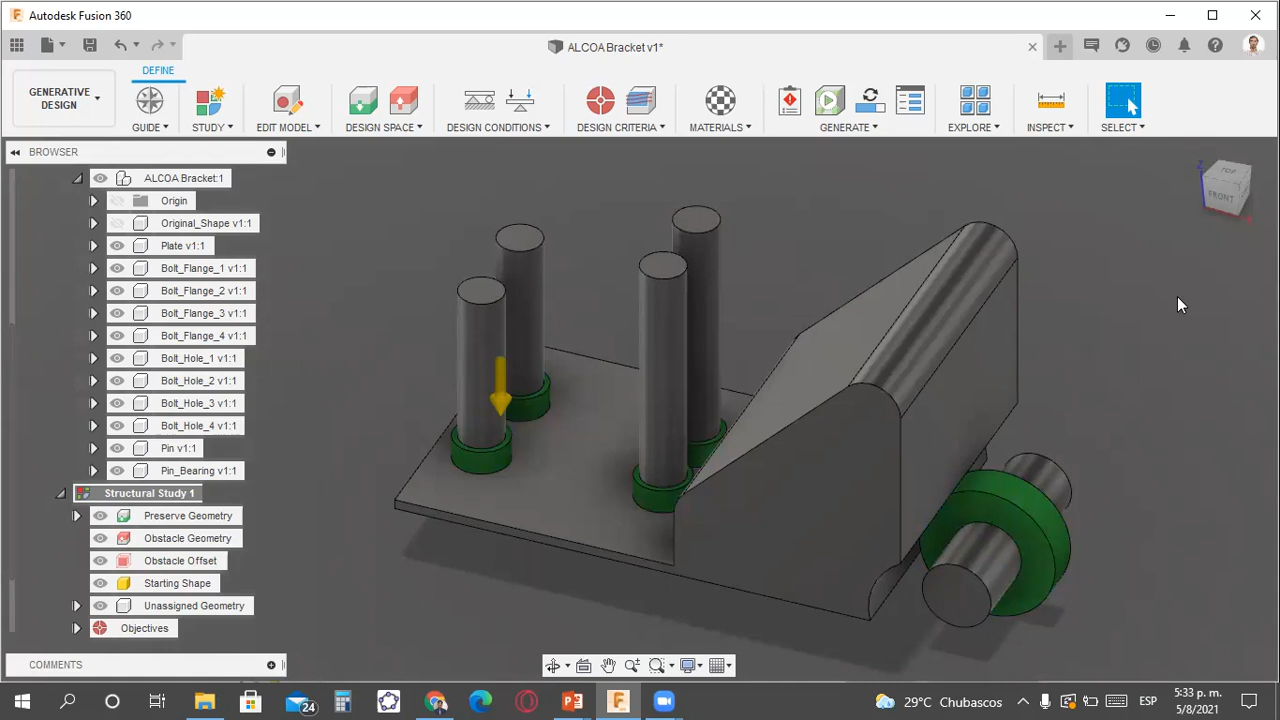 Autodesk Fusion 360
ALCOA Bracket v1*
GENERATIVE DESIGN
DEFINE
GUIDE
STUDY
EDIT MODEL
DESIGN SPACE
DESIGN CONDITIONS
DESIGN CRITERIA
MATERIALS
GENERATE
EXPLORE
INSPECT
SELECT
BROWSER
ALCOA Bracket:1
Origin
Original_Shape v1:1
Plate v1:1
Bolt_Flange_1 v1:1
Bolt_Flange_2 v1:1
Bolt_Flange_3 v1:1
Bolt_Flange_4 v1:1
Bolt_Hole_1 v1:1
Bolt_Hole_2 v1:1
Bolt_Hole_3 v1:1
Bolt_Hole_4 v1:1
Pin v1:1
Pin_Bearing v1:1
Structural Study 1
Preserve Geometry
Obstacle Geometry
Obstacle Offset
Starting Shape
Unassigned Geometry
Objectives
TOP
FRONT
Z
COMMENTS
24
29°C Chubascos
ESP
5:33 p. m.
5/8/2021